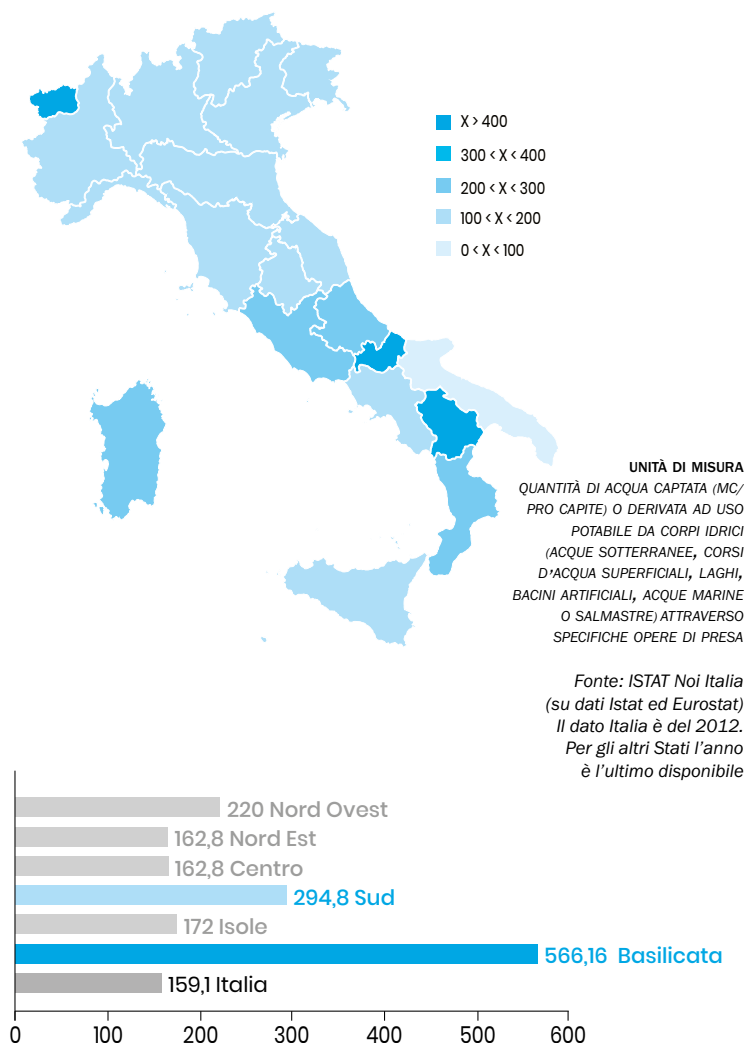 X > 400
300 < X < 400
200 < X < 300
100 < X < 200
0 < X < 100
UNITÀ DI MISURA
QUANTITÀ DI ACQUA CAPTATA (MC/
PRO CAPITE) O DERIVATA AD USO
POTABILE DA CORPI IDRICI
(ACQUE SOTTERRANEE, CORSI
D'ACQUA SUPERFICIALI, LAGHI,
BACINI ARTIFICIALI, ACQUE MARINE
O SALMASTRE) ATTRAVERSO
SPECIFICHE OPERE DI PRESA
Fonte: ISTAT Noi Italia
(su dati Istat ed Eurostat)
Il dato Italia è del 2012.
Per gli altri Stati l'anno
è l'ultimo disponibile
220 Nord Ovest
162,8 Nord Est
162,8 Centro
294,8 Sud
172 Isole
566,16 Basilicata
159,1 Italia
0 100 200 300 400 500 600